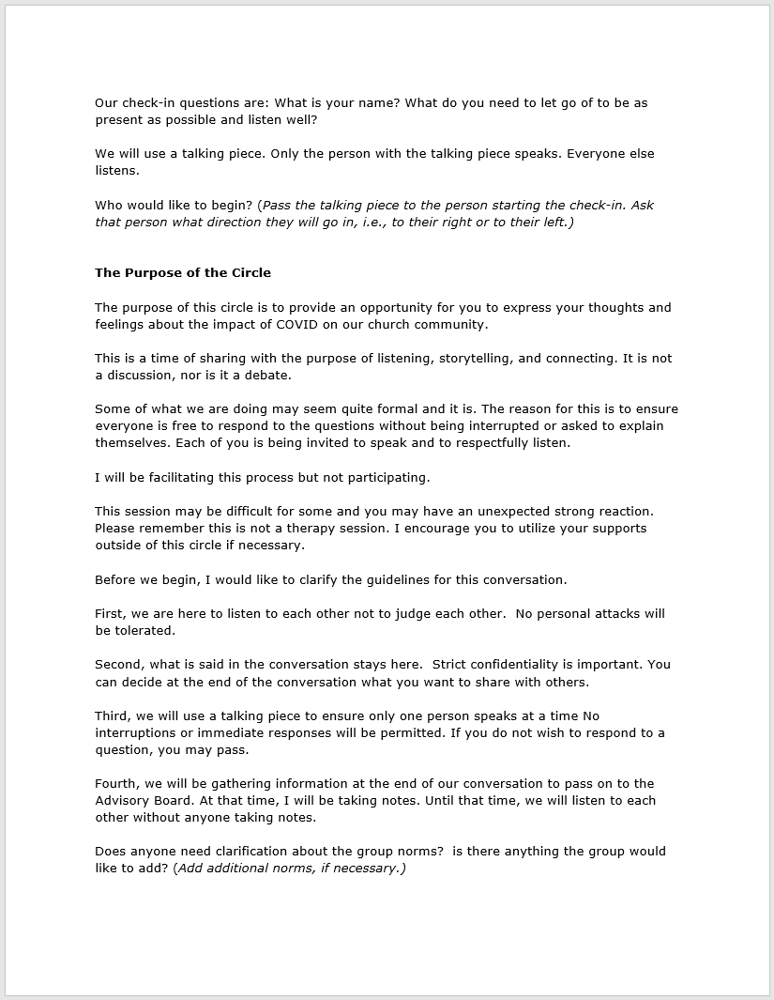 Our check-in questions are: What is your name? What do you need to let go of to be as
present as possible and listen well?
We will use a talking piece. Only the person with the talking piece speaks. Everyone else
listens.
Who would like to begin? (Pass the talking piece to the person starting the check-in. Ask
that person what direction they will go in, i.e., to their right or to their left.)
The Purpose of the Circle
The purpose of this circle is to provide an opportunity for you to express your thoughts and
feelings about the impact of COVID on our church community.
This is a time of sharing with the purpose of listening, storytelling, and connecting. It is not
a discussion, nor is it a debate.
Some of what we are doing may seem quite formal and it is. The reason for this is to ensure
everyone is free to respond to the questions without being interrupted or asked to explain
themselves. Each of you is being invited to speak and to respectfully listen.
I will be facilitating this process but not participating.
This session may be difficult for some and you may have an unexpected strong reaction.
Please remember this is not a therapy session. I encourage you to utilize your supports
outside of this circle if necessary.
Before we begin, I would like to clarify the guidelines for this conversation.
First, we are here to listen to each other not to judge each other.  No personal attacks will
be tolerated.
Second, what is said in the conversation stays here.  Strict confidentiality is important. You
can decide at the end of the conversation what you want to share with others.
Third, we will use a talking piece to ensure only one person speaks at a time No
interruptions or immediate responses will be permitted. If you do not wish to respond to a
question, you may pass.
Fourth, we will be gathering information at the end of our conversation to pass on to the
Advisory Board. At that time, I will be taking notes. Until that time, we will listen to each
other without anyone taking notes.
Does anyone need clarification about the group norms?  is there anything the group would
like to add? (Add additional norms, if necessary.)